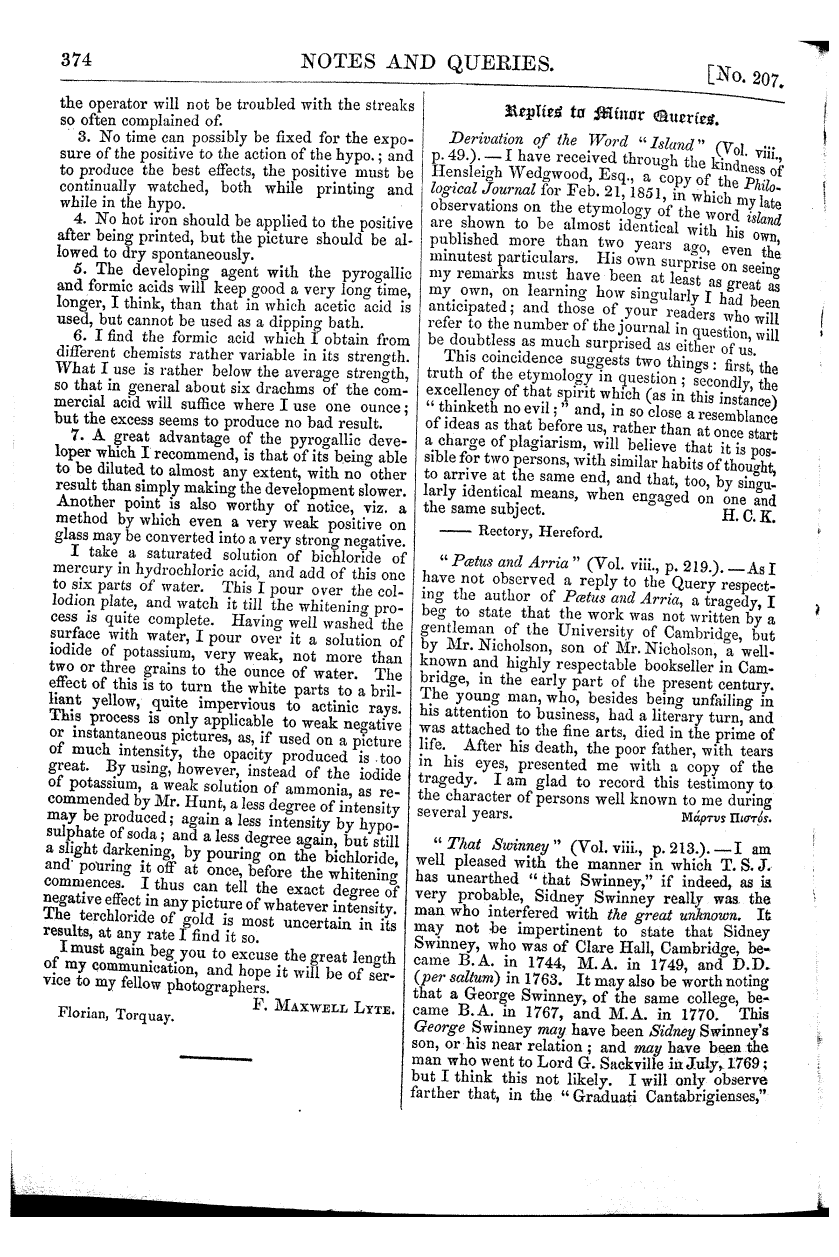 374 NOTES AND QUERIES. [No. 207.
the operator will not be troubled with the streaks
so often complained of.
3. No time can possibly be fixed for the expo-
sure of the positive to the action of the hypo.; and
to produce the best effects, the positive must be
continually watched, both while printing and
while in the hypo.
4. No hot iron should be applied to the positive
after being printed, but the picture should be al-
lowed to dry spontaneously.
5. The developing agent with the pyrogallic
and formic acids will keep good a very long time,
longer, I think, than that in which acetic acid is
used, but cannot be used as a dipping bath.
6. I find the formic acid which I obtain from
different chemists rather variable in its strength.
What I use is rather below the average strength,
so that in general about six drachms of the com-
mercial acid will suffice where I use one ounce;
but the excess seems to produce no bad result.
7. A great advantage of the pyrogallic deve-
loper which I recommend, is that of its being able
to be diluted to almost any extent, with no other
result than simply making the development slower.
Another point is also worthy of notice, viz. a
method by which even a very weak positive on
glass may be converted into a very strong negative.
I take a saturated solution of bichloride of
mercury in hydrochloric acid, and add of this one
to six parts of water. This I pour over the col-
lodion plate, and watch it till the whitening pro-
cess is quite complete. Having well washed the
surface with water, I pour over it a solution of
iodide of potassium, very weak, not more than
two or three grains to the ounce of water. The
effect of this is to turn the white parts to a bril-
liant yellow, quite impervious to actinic rays.
This process is only applicable to weak negative
or instantaneous pictures, as, if used on a picture
of much intensity, the opacity produced is too
great. By using, however, instead of the iodide
of potassium, a weak solution of ammonia, as re-
commended by Mr. Hunt, a less degree of intensity
may be produced; again a less intensity by hypo-
sulphate of soda; and a less degree again, but still
a slight darkening, by pouring on the bichloride,
and pouring it off at once, before the whitening
commences. I thus can tell the exact degree of
negative effect in any picture of whatever intensity.
The terchloride of gold is most uncertain in its
results, at any rate I find it so.
I must again beg you to excuse the great length
of my communication, and hope it will be of ser-
vice to my fellow photographers.
F. MAXWELL LYTE.
Florian, Torquay.
Replies to Minor Queries.
Derivation of the Word "Island" (Vol. viii.,
p. 49.).—I have received through the kindness of
Hensleigh Wedgwood, Esq., a copy of the Philo-
logical Journal for Feb. 21, 1851, in which my late
observations on the etymology of the word island
are shown to be almost identical with his own,
published more than two years ago, even the
minutest particulars. His own surprise on seeing
my remarks must have been at least as great as
my own, on learning how singularly I had been
anticipated; and those of your readers who will
refer to the number of the journal in question, will
be doubtless as much surprised as either of us.
This coincidence suggests two things: first, the
truth of the etymology in question; secondly, the
excellency of that spirit which (as in this instance)
"thinketh no evil;" and, in so close a resemblance
of ideas as that before us, rather than at once start
a charge of plagiarism, will believe that it is pos-
sible for two persons, with similar habits of thought,
to arrive at the same end, and that, too, by singu-
larly identical means, when engaged on one and
the same subject. H. C. K.
—— Rectory, Hereford.
"Pætus and Arria" (Vol. viii., p. 219.).—As I
have not observed a reply to the Query respect-
ing the author of Pætus and Arria, a tragedy, I
beg to state that the work was not written by a
gentleman of the University of Cambridge, but
by Mr. Nicholson, son of Mr. Nicholson, a well-
known and highly respectable bookseller in Cam-
bridge, in the early part of the present century.
The young man, who, besides being unfailing in
his attention to business, had a literary turn, and
was attached to the fine arts, died in the prime of
life. After his death, the poor father, with tears
in his eyes, presented me with a copy of the
tragedy. I am glad to record this testimony to
the character of persons well known to me during
several years. Μάρτυς Πιστός.
"That Swinney" (Vol. viii., p. 213.).—I am
well pleased with the manner in which T. S. J.
has unearthed "that Swinney," if indeed, as is
very probable, Sidney Swinney really was the
man who interfered with the great unknown. It
may not be impertinent to state that Sidney
Swinney, who was of Clare Hall, Cambridge, be-
came B.A. in 1744, M.A. in 1749, and D.D.
(per saltum) in 1763. It may also be worth noting
that a George Swinney, of the same college, be-
came B.A. in 1767, and M.A. in 1770. This
George Swinney may have been Sidney Swinney's
son, or his near relation; and may have been the
man who went to Lord G. Sackville in July, 1769;
but I think this not likely. I will only observe
farther that, in the "Graduati Cantabrigienses,"